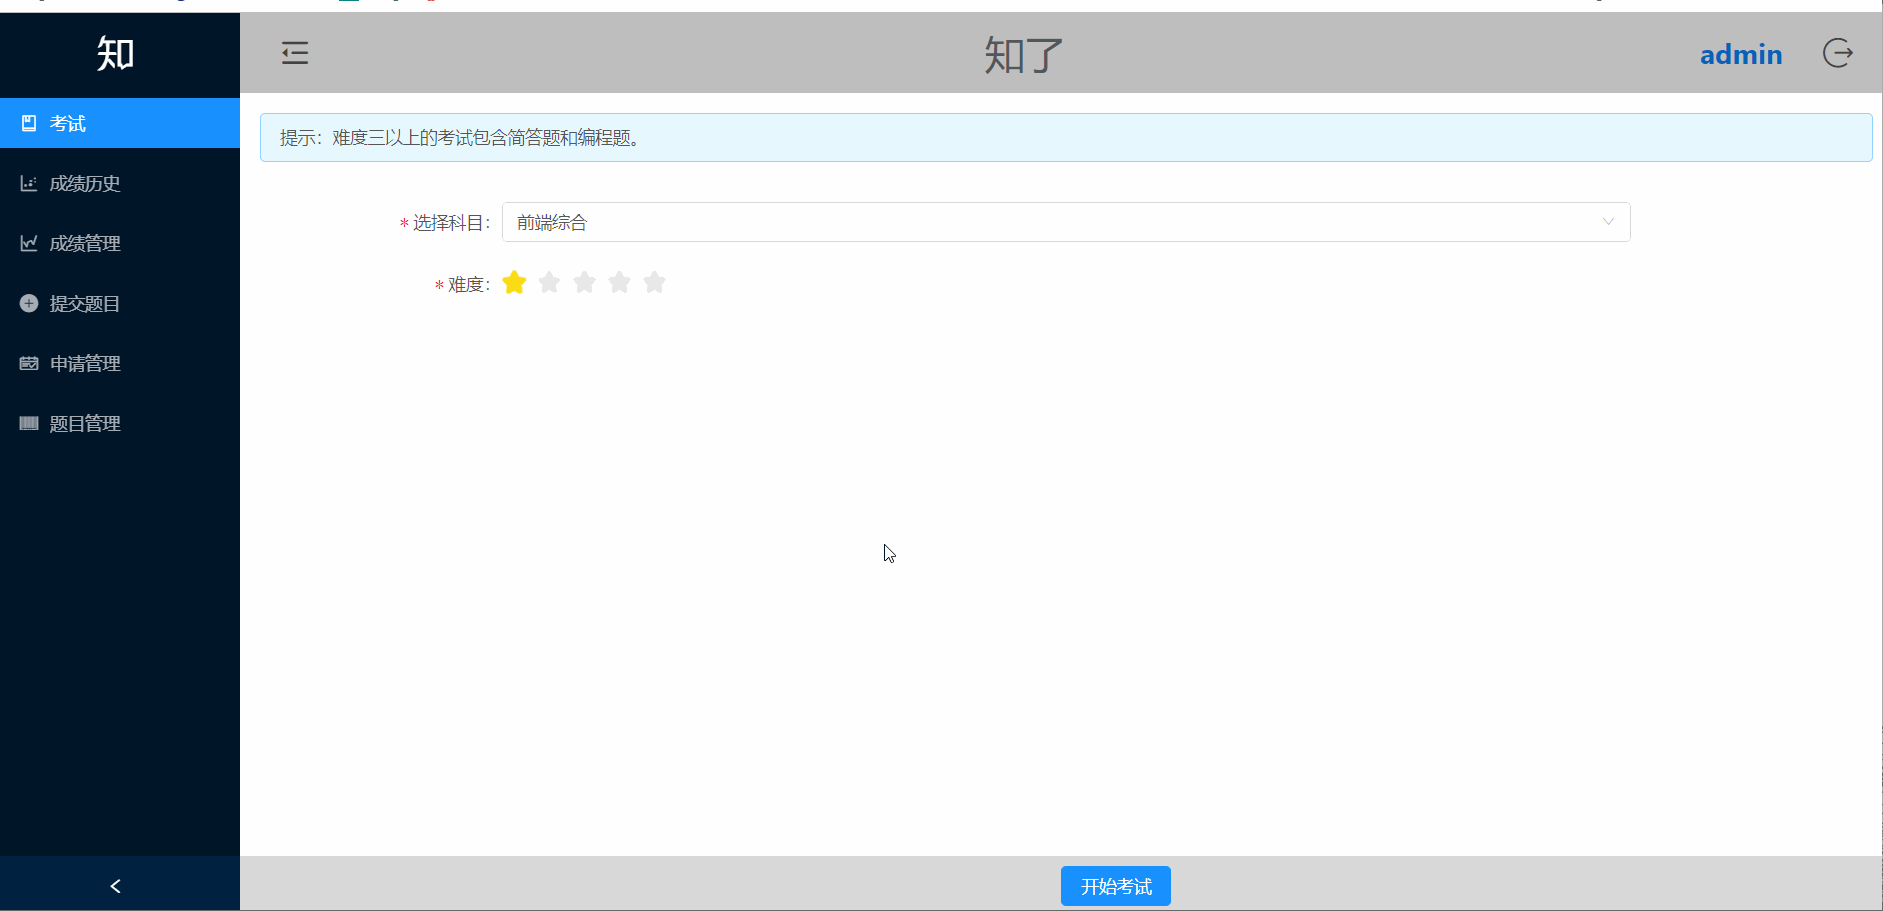 知
知了
admin
考试
成绩历史
成绩管理
提交题目
申请管理
题目管理
提示：难度三以上的考试包含简答题和编程题。
* 选择科目：
前端综合
* 难度：
开始考试